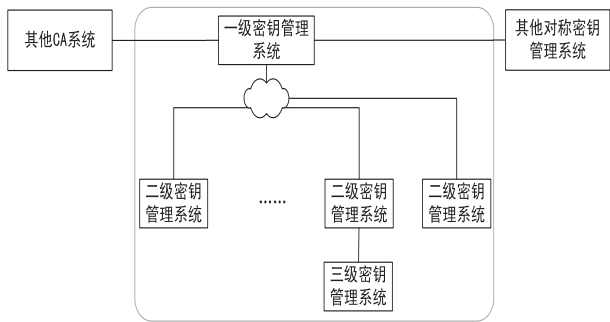 其他CA系统
一级密钥管理
系统
其他对称密钥
管理系统
二级密钥
管理系统
……
二级密钥
管理系统
二级密钥
管理系统
三级密钥
管理系统